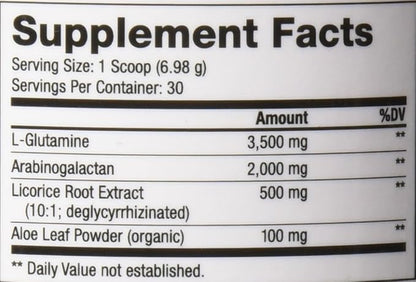 Supplement Facts
Serving Size: 1 Scoop (6.98 g)
Servings Per Container: 30
Amount %DV
L-Glutamine 3,500 mg **
Arabinogalactan 2,000 mg **
Licorice Root Extract 500 mg **
(10:1; deglycyrrhizinated)
Aloe Leaf Powder (organic) 100 mg **
** Daily Value not established.